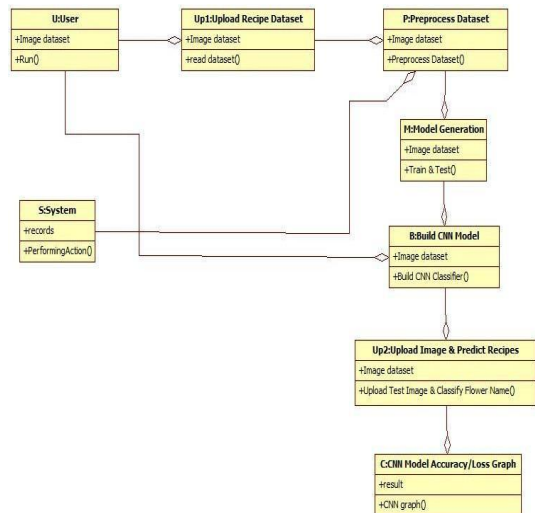 U:User
+Image dataset
+Run()
Up1:Upload Recipe Dataset
+Image dataset
+read dataset()
P:Preprocess Dataset
+Image dataset
+Preprocess Dataset()
M:Model Generation
+Image dataset
+Train & Test()
S:System
+records
+PerformingAction()
B:Build CNN Model
+Image dataset
+Build CNN Classifier()
Up2:Upload Image & Predict Recipes
+Image dataset
+Upload Test Image & Classify Flower Name()
C:CNN Model Accuracy/Loss Graph
+result
+CNN graph()